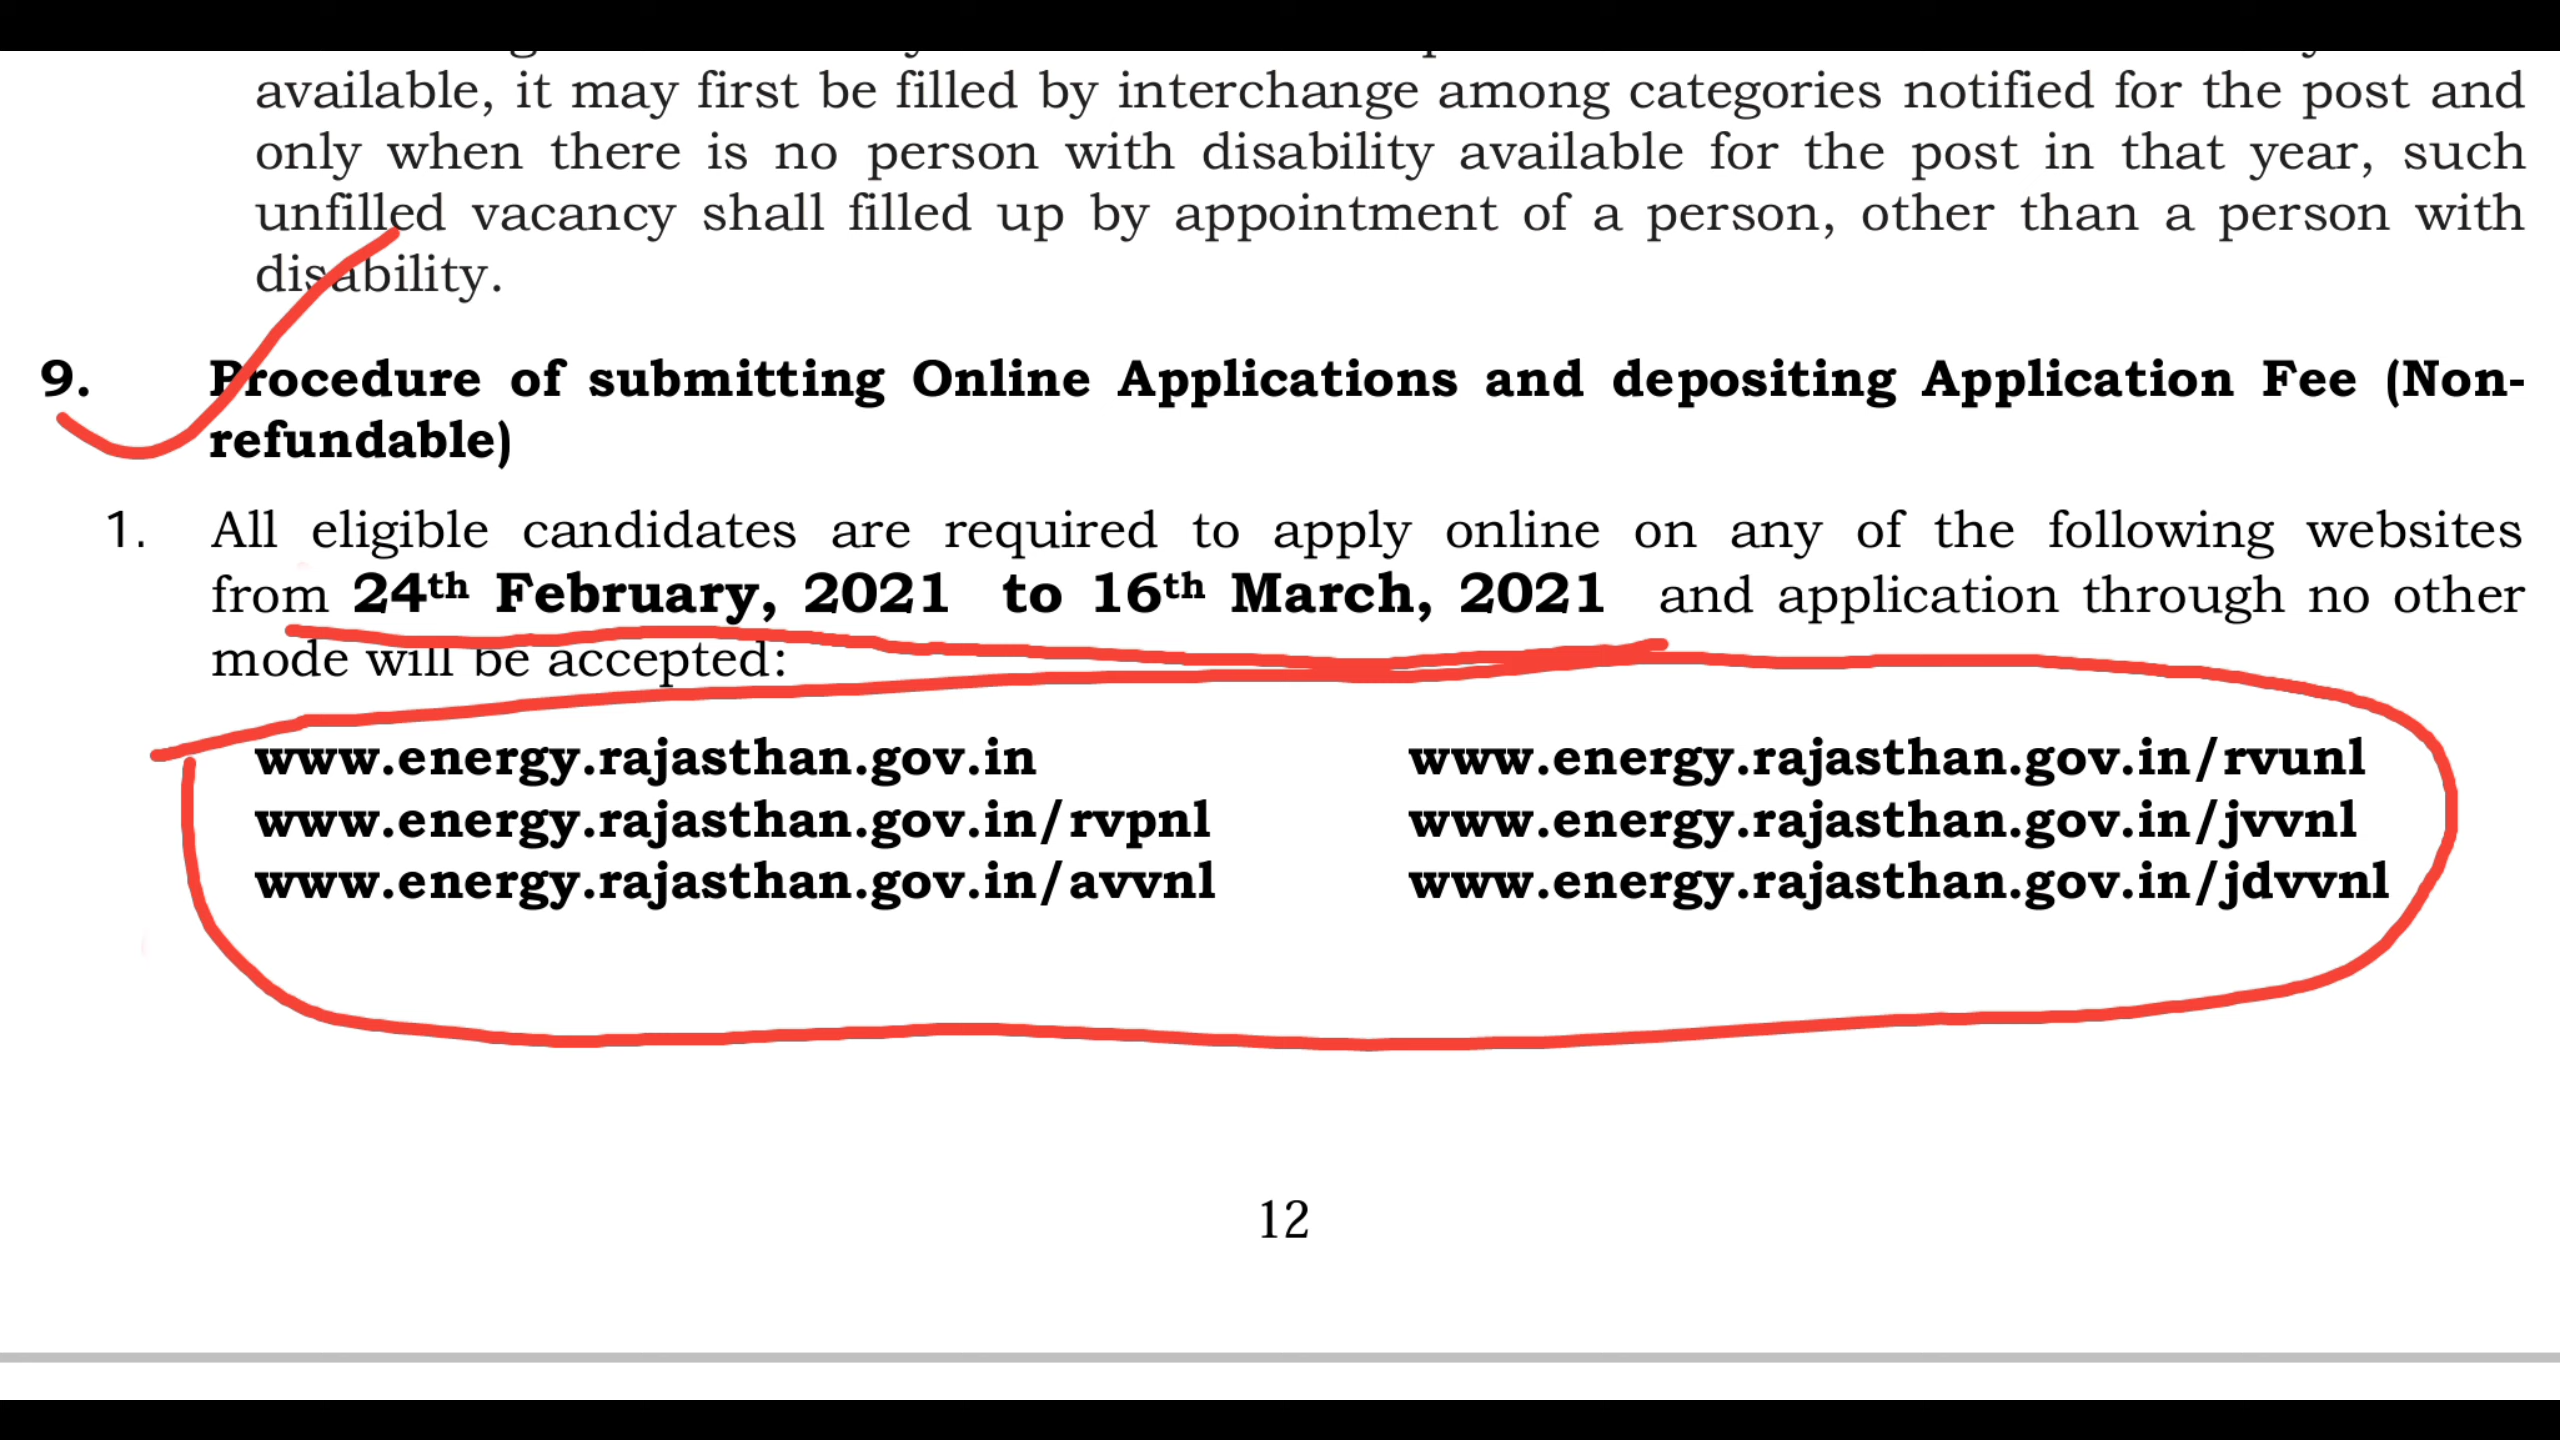 available, it may first be filled by interchange among categories notified for the post and
only when there is no person with disability available for the post in that year, such
unfilled vacancy shall filled up by appointment of a person, other than a person with
disability.
9. Procedure of submitting Online Applications and depositing Application Fee (Non-
refundable)
1. All eligible candidates are required to apply online on any of the following websites
from 24th February, 2021 to 16th March, 2021 and application through no other
mode will be accepted:
www.energy.rajasthan.gov.in www.energy.rajasthan.gov.in/rvunl
www.energy.rajasthan.gov.in/rvpnl www.energy.rajasthan.gov.in/jvvnl
www.energy.rajasthan.gov.in/avvnl www.energy.rajasthan.gov.in/jdvvnl
12